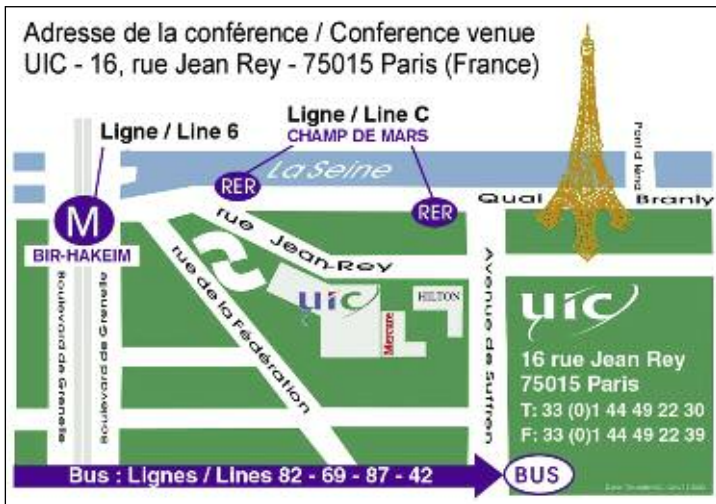 Adresse de la conférence / Conference venue
UIC - 16, rue Jean Rey - 75015 Paris (France)
Ligne / Line 6
Ligne / Line C
CHAMP DE MARS
La Seine
RER
RER
Pont d'Iéna
Quai Branly
M
BIR-HAKEIM
rue Jean-Rey
rue de la Fédération
Boulevard de Grenelle
Boulevard de Grenelle
uic
Mercure
HILTON
Avenue de Suffren
uic
16 rue Jean Rey
75015 Paris
T: 33 (0)1 44 49 22 30
F: 33 (0)1 44 49 22 39
Bus : Lignes / Lines 82 - 69 - 87 - 42
BUS